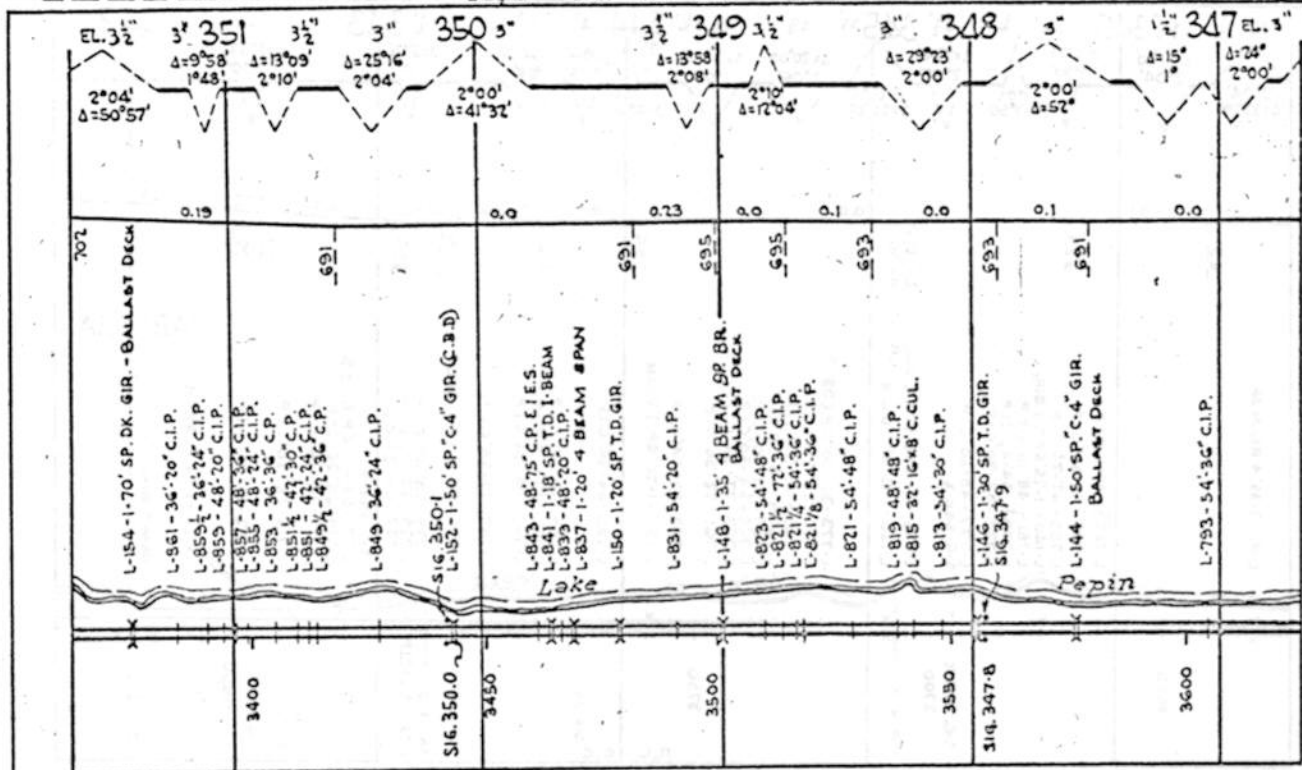 EL. 3½" 3" 351 3½" 3" 350 3" 3½" 349 3½" 3" 348 3" 1½" 347 EL. 3"
Δ=9°58' Δ=13°09' Δ=25°16' Δ=13°58' Δ=29°23' Δ=15° Δ=24°
1°48' 2°10' 2°04' 2°08' 2°00' 1° 2°00'
2°04' 2°00' 2°10' 2°00'
Δ=50°57' Δ=41°32' Δ=12°04' Δ=52°
0.19 0.0 0.23 0.0 0.1 0.0 0.1 0.0
702
691
691
695
695
693
693
691
L-154-1-70' SP. DK. GIR. - BALLAST DECK
L-861-36'-20" C.I.P.
L-859½-36'-24" C.I.P.
L-859-48'-20" C.I.P.
L-857-48'-36" C.I.P.
L-855-48'-24" C.I.P.
L-853-36'-36" C.P.
L-851½-42'-30" C.P.
L-851-42'-24" C.I.P.
L-849½-42'-36" C.P.
L-849-36'-24" C.I.P.
SIG. 350-1
L-152-1-50' SP. C-4" GIR. (C.B.D)
L-843-48'-75" C.P. & I E.S.
L-841-1-18' SP. T.D. I-BEAM
L-839-48'-20" C.I.P.
L-837-1-20' 4 BEAM SPAN
L-150-1-20' SP. T.D. GIR.
L-831-54'-20" C.I.P.
L-148-1-35' 4 BEAM SP. BR.
BALLAST DECK
L-823-54'-48" C.I.P.
L-821½-72'-36" C.I.P.
L-821¼-54'-36" C.I.P.
L-821⅛-54'-36" C.I.P.
L-821-54'-48" C.I.P.
L-819-48'-48" C.I.P.
L-815-32'-16'x8' CUL.
L-813-54'-30" C.I.P.
L-146-1-30' SP. T.D. GIR.
SIG. 347-9
L-144-1-50' SP. C-4" GIR.
BALLAST DECK
L-793-54'-36" C.I.P.
Lake Pepin
3400
SIG. 350.0
3450
3500
3550
SIG. 347-8
3600